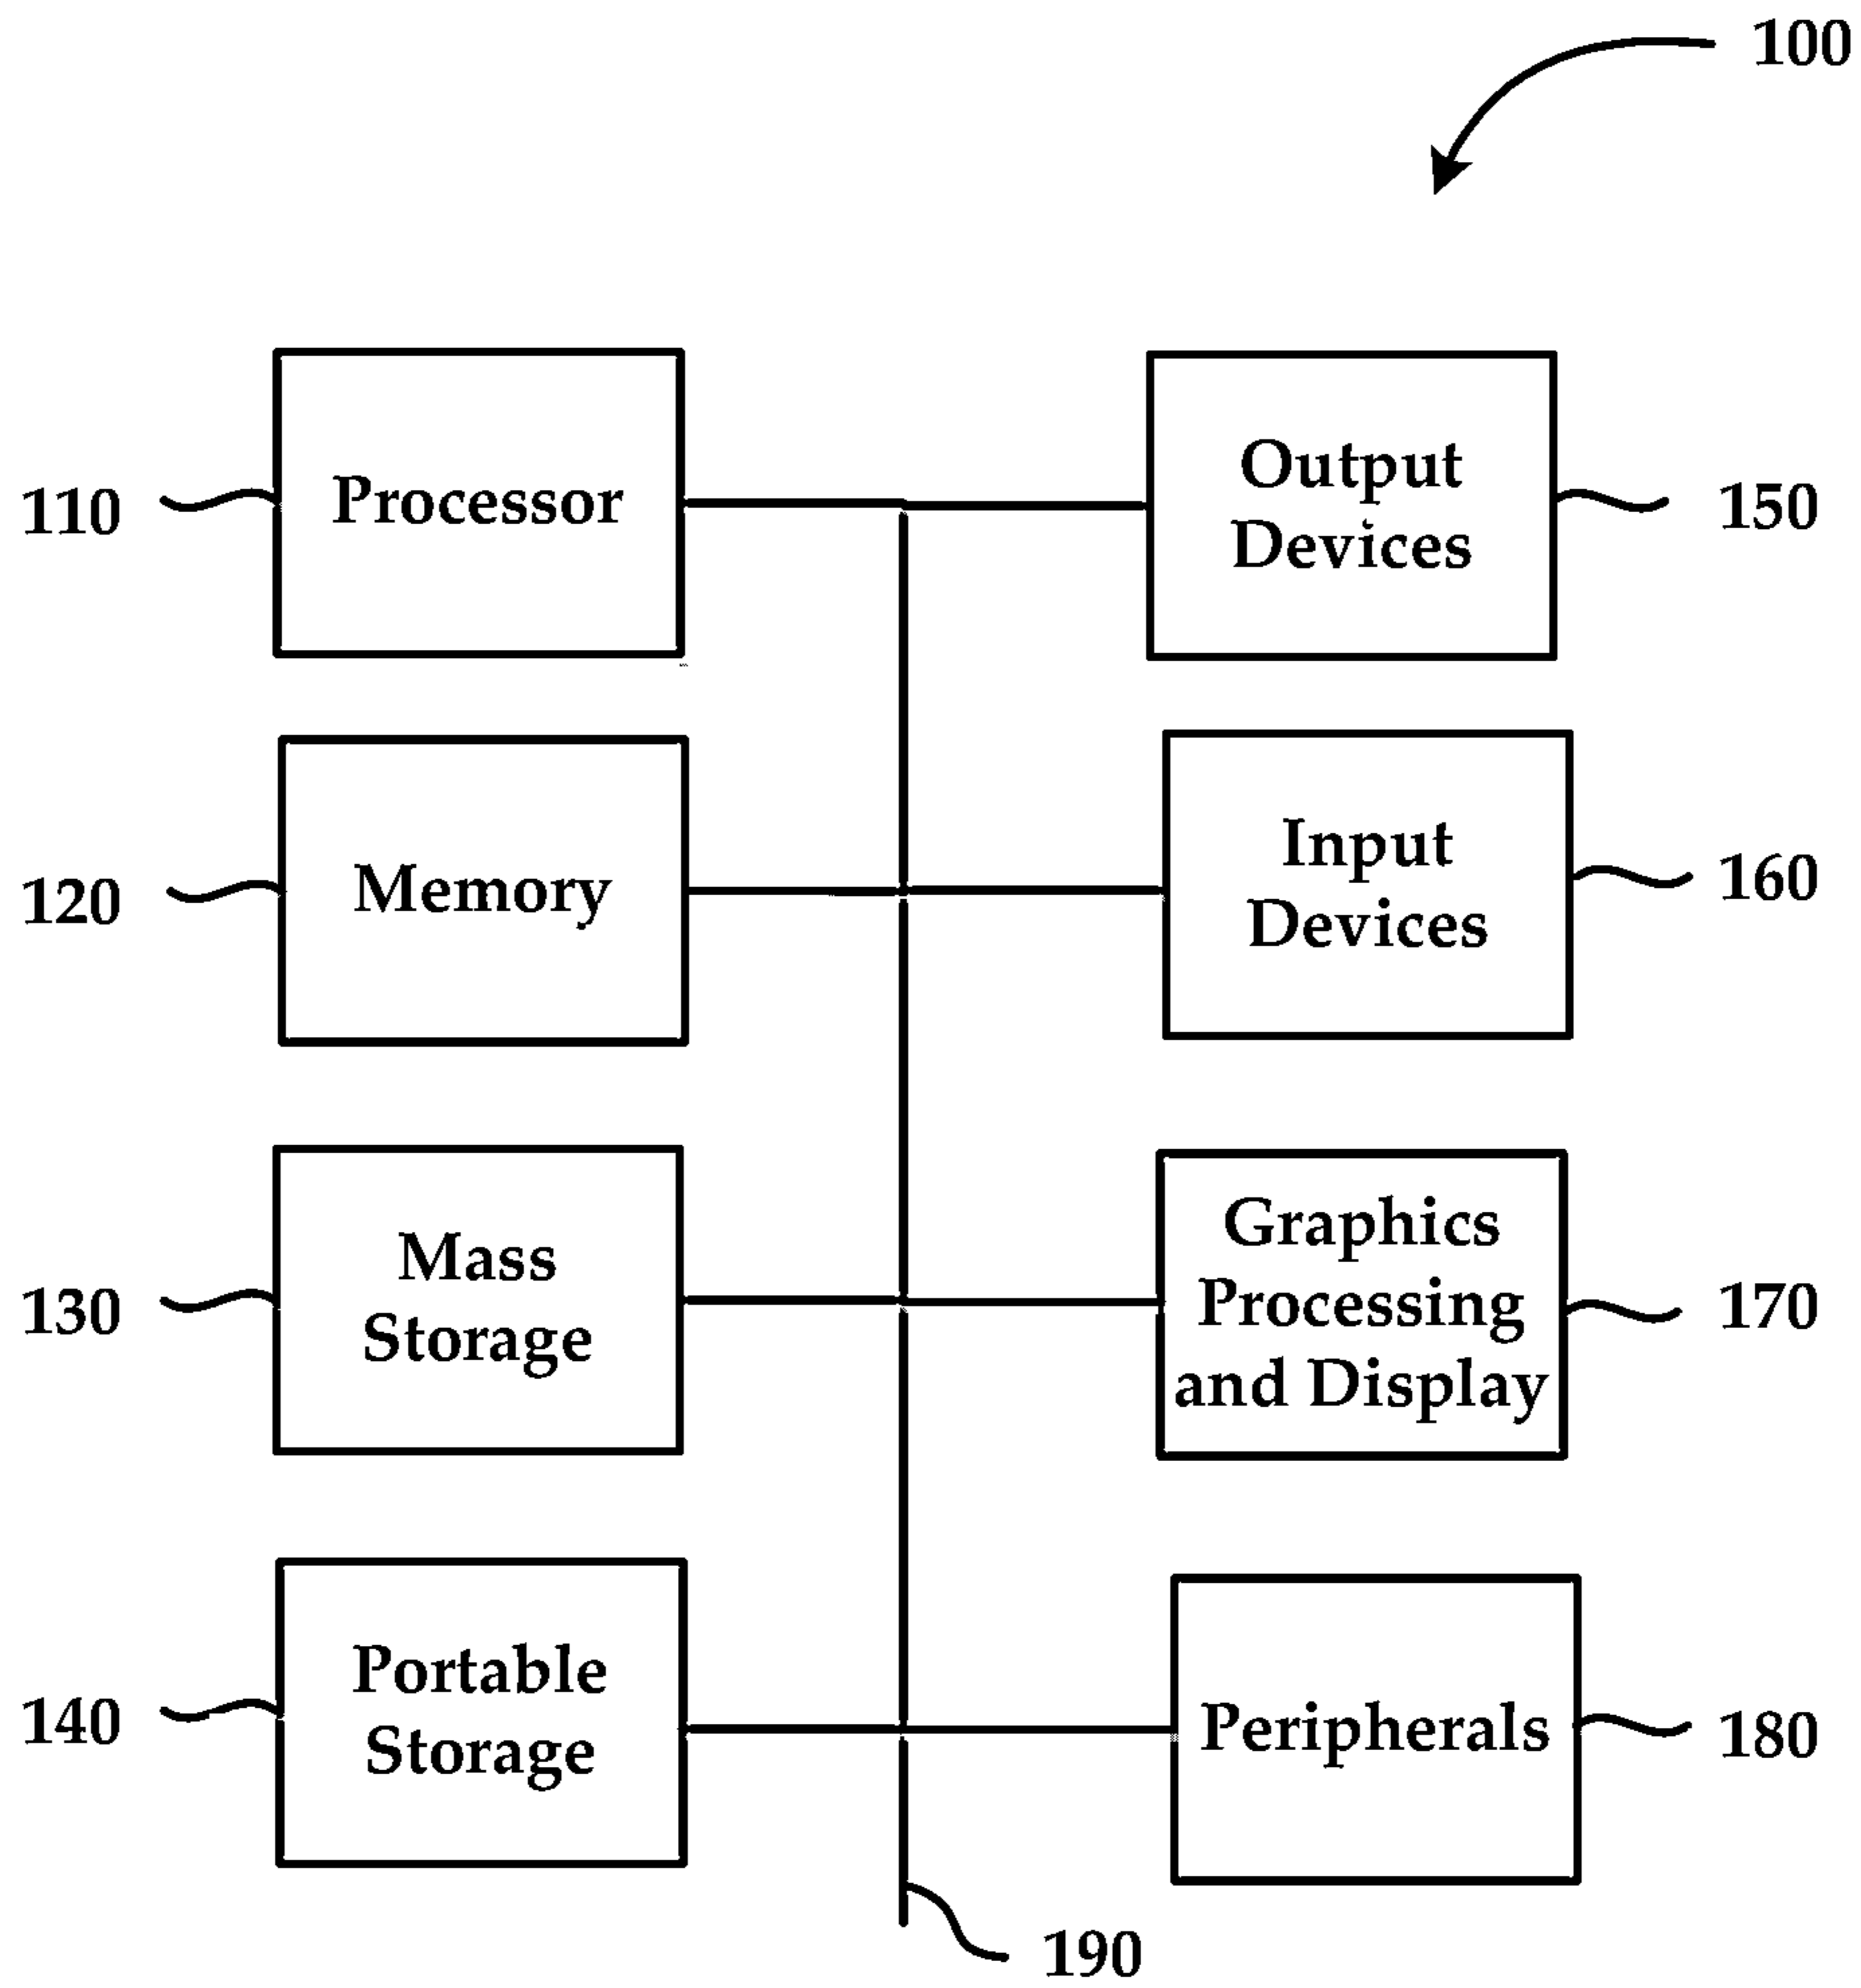 100
110
Processor
Output
Devices
150
120
Memory
Input
Devices
160
130
Mass
Storage
Graphics
Processing
and Display
170
140
Portable
Storage
Peripherals
180
190